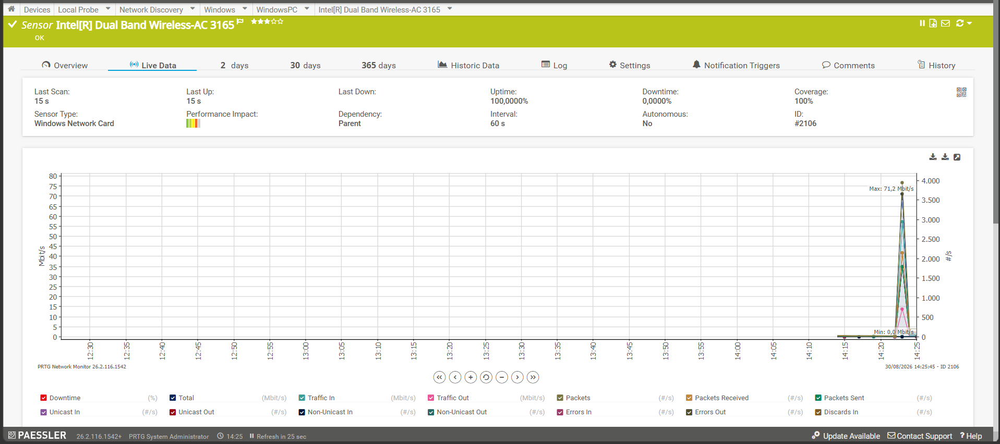 Devices Local Probe Network Discovery Windows WindowsPC Intel[R] Dual Band Wireless-AC 3165
Sensor Intel[R] Dual Band Wireless-AC 3165
OK
Overview Live Data 2 days 30 days 365 days Historic Data Log Settings Notification Triggers Comments History
Last Scan: Last Up: Last Down: Uptime: Downtime: Coverage:
15 s 15 s 100,0000% 0,0000% 100%
Sensor Type: Performance Impact: Dependency: Interval: Autonomous: ID:
Windows Network Card Parent 60 s No #2106
80
75
70
65
60
55
50
45
40
35
30
25
20
15
10
5
0
Mbit/s
Max: 71,2 Mbit/s
Min: 0,0 Mbit/s
4.000
3.500
3.000
2.500
2.000
1.500
1.000
500
0
#/s
12:30 12:35 12:40 12:45 12:50 12:55 13:00 13:05 13:10 13:15 13:20 13:25 13:30 13:35 13:40 13:45 13:50 13:55 14:00 14:05 14:10 14:15 14:20 14:25
PRTG Network Monitor 26.2.116.1542 30/08/2026 14:25:45 - ID 2106
Downtime (%) Total (Mbit/s) Traffic In (Mbit/s) Traffic Out (Mbit/s) Packets (#/s) Packets Received (#/s) Packets Sent (#/s)
Unicast In (#/s) Unicast Out (#/s) Non-Unicast In (#/s) Non-Unicast Out (#/s) Errors In (#/s) Errors Out (#/s) Discards In (#/s)
PAESSLER 26.2.116.1542+ PRTG System Administrator 14:25 Refresh in 25 sec Update Available Contact Support ? Help